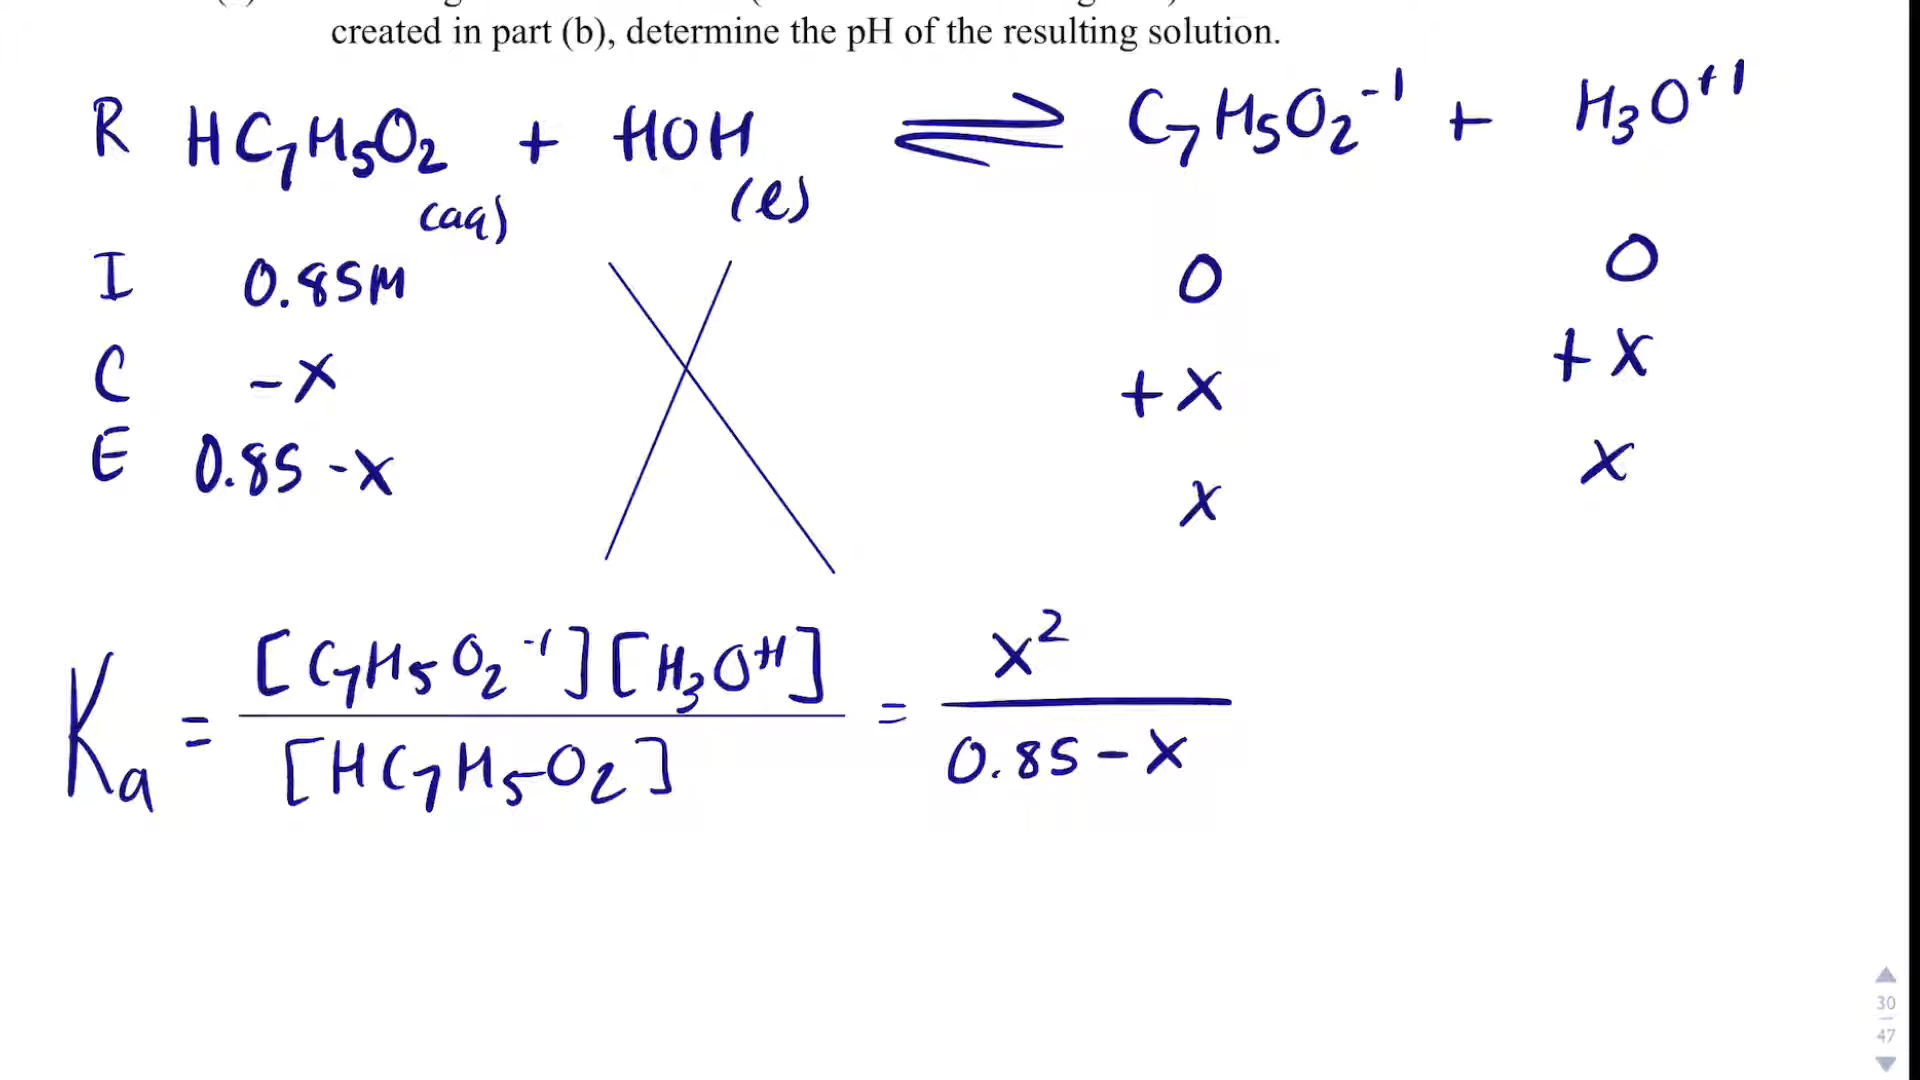 created in part (b), determine the pH of the resulting solution.
R HC₇H₅O₂ (aq) + HOH (l) ⇌ C₇H₅O₂⁻¹ + H₃O⁺¹
I 0.85M 0 0
C -x +x +x
E 0.85 -x x x
Ka = [C₇H₅O₂⁻¹][H₃O⁺¹] / [HC₇H₅O₂] = x² / 0.85 - x
30
47